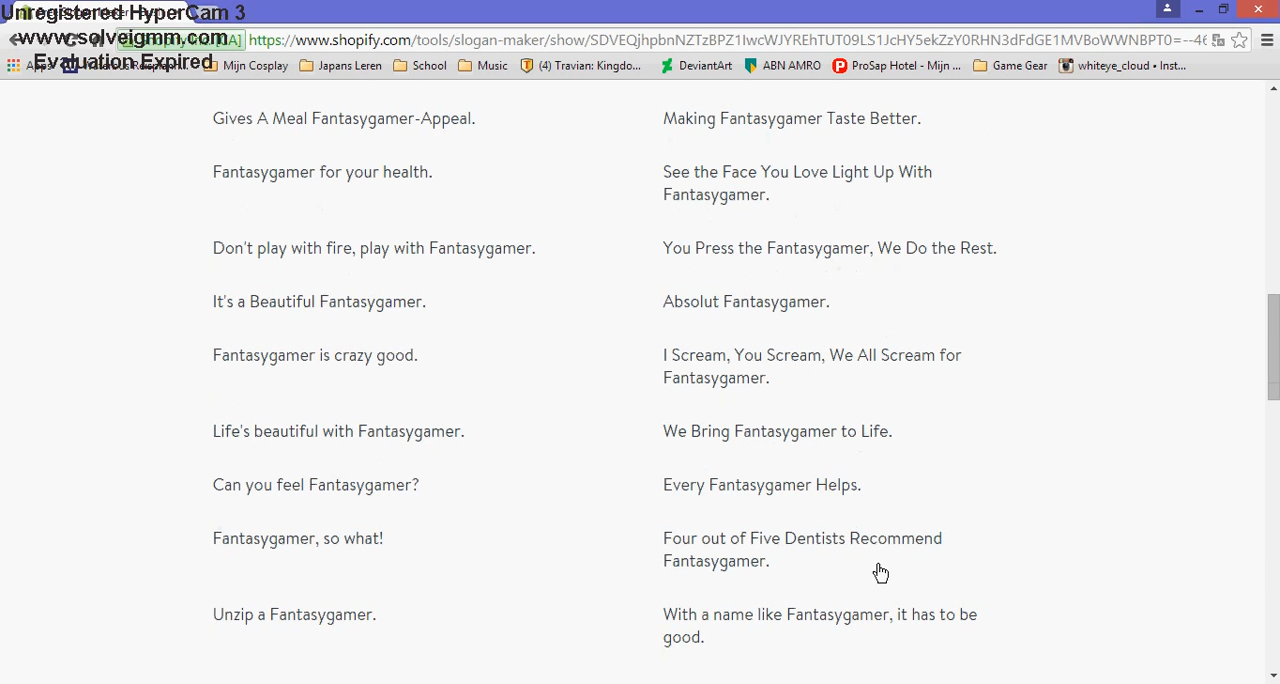 Unregistered HyperCam 3
www.solveigmm.com
Evaluation Expired
https://www.shopify.com/tools/slogan-maker/show/
Mijn Cosplay Japans Leren School Music (4) Travian: Kingdo... DeviantArt ABN AMRO ProSap Hotel - Mijn ... Game Gear whiteye_cloud • Inst...
Gives A Meal Fantasygamer-Appeal. Making Fantasygamer Taste Better.
Fantasygamer for your health. See the Face You Love Light Up With
Fantasygamer.
Don't play with fire, play with Fantasygamer. You Press the Fantasygamer, We Do the Rest.
It's a Beautiful Fantasygamer. Absolut Fantasygamer.
Fantasygamer is crazy good. I Scream, You Scream, We All Scream for
Fantasygamer.
Life's beautiful with Fantasygamer. We Bring Fantasygamer to Life.
Can you feel Fantasygamer? Every Fantasygamer Helps.
Fantasygamer, so what! Four out of Five Dentists Recommend
Fantasygamer.
Unzip a Fantasygamer. With a name like Fantasygamer, it has to be
good.